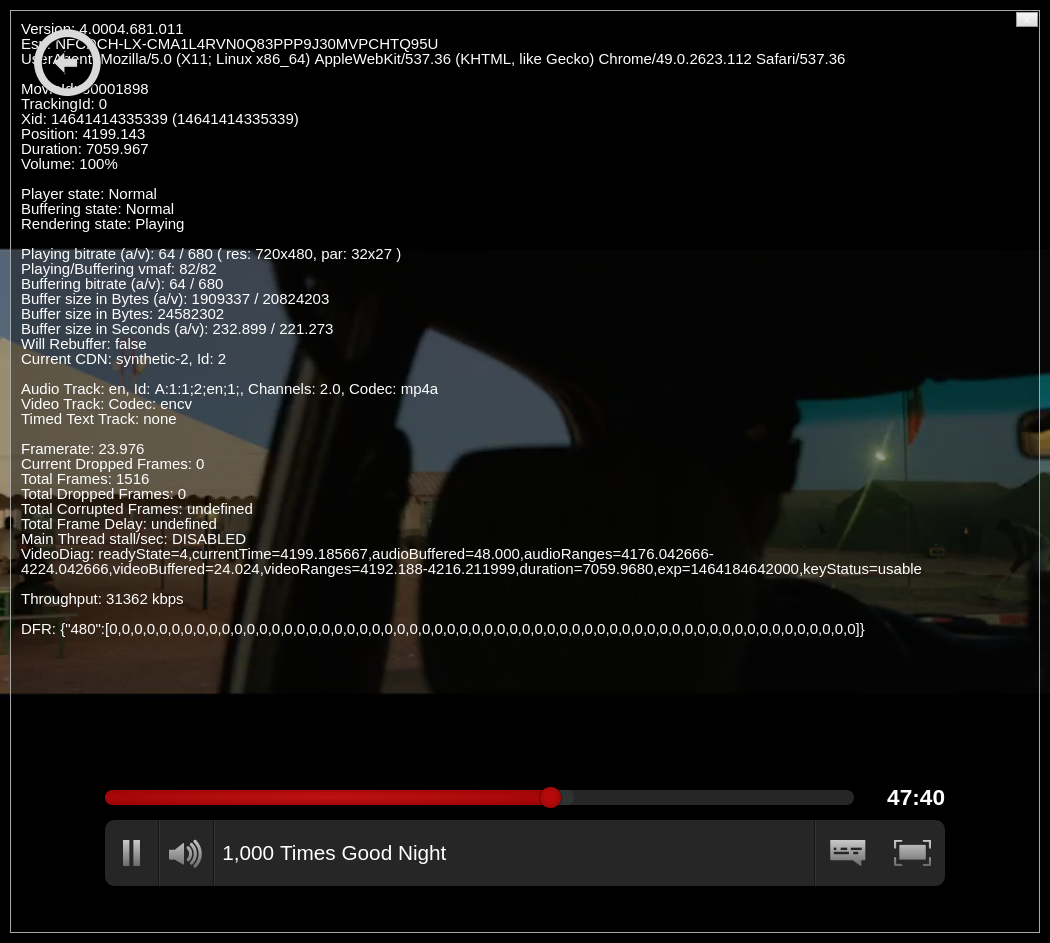 Version: 4.0004.681.011
Esn: NFCDCH-LX-CMA1L4RVN0Q83PPP9J30MVPCHTQ95U
UserAgent: Mozilla/5.0 (X11; Linux x86_64) AppleWebKit/537.36 (KHTML, like Gecko) Chrome/49.0.2623.112 Safari/537.36
MovieId: 80001898
TrackingId: 0
Xid: 14641414335339 (14641414335339)
Position: 4199.143
Duration: 7059.967
Volume: 100%
Player state: Normal
Buffering state: Normal
Rendering state: Playing
Playing bitrate (a/v): 64 / 680 ( res: 720x480, par: 32x27 )
Playing/Buffering vmaf: 82/82
Buffering bitrate (a/v): 64 / 680
Buffer size in Bytes (a/v): 1909337 / 20824203
Buffer size in Bytes: 24582302
Buffer size in Seconds (a/v): 232.899 / 221.273
Will Rebuffer: false
Current CDN: synthetic-2, Id: 2
Audio Track: en, Id: A:1:1;2;en;1;, Channels: 2.0, Codec: mp4a
Video Track: Codec: encv
Timed Text Track: none
Framerate: 23.976
Current Dropped Frames: 0
Total Frames: 1516
Total Dropped Frames: 0
Total Corrupted Frames: undefined
Total Frame Delay: undefined
Main Thread stall/sec: DISABLED
VideoDiag: readyState=4,currentTime=4199.185667,audioBuffered=48.000,audioRanges=4176.042666-
4224.042666,videoBuffered=24.024,videoRanges=4192.188-4216.211999,duration=7059.9680,exp=1464184642000,keyStatus=usable
Throughput: 31362 kbps
DFR: {"480":[0,0,0,0,0,0,0,0,0,0,0,0,0,0,0,0,0,0,0,0,0,0,0,0,0,0,0,0,0,0,0,0,0,0,0,0,0,0,0,0,0,0,0,0,0,0,0,0,0,0,0,0,0,0,0,0,0,0,0,0]}
47:40
1,000 Times Good Night